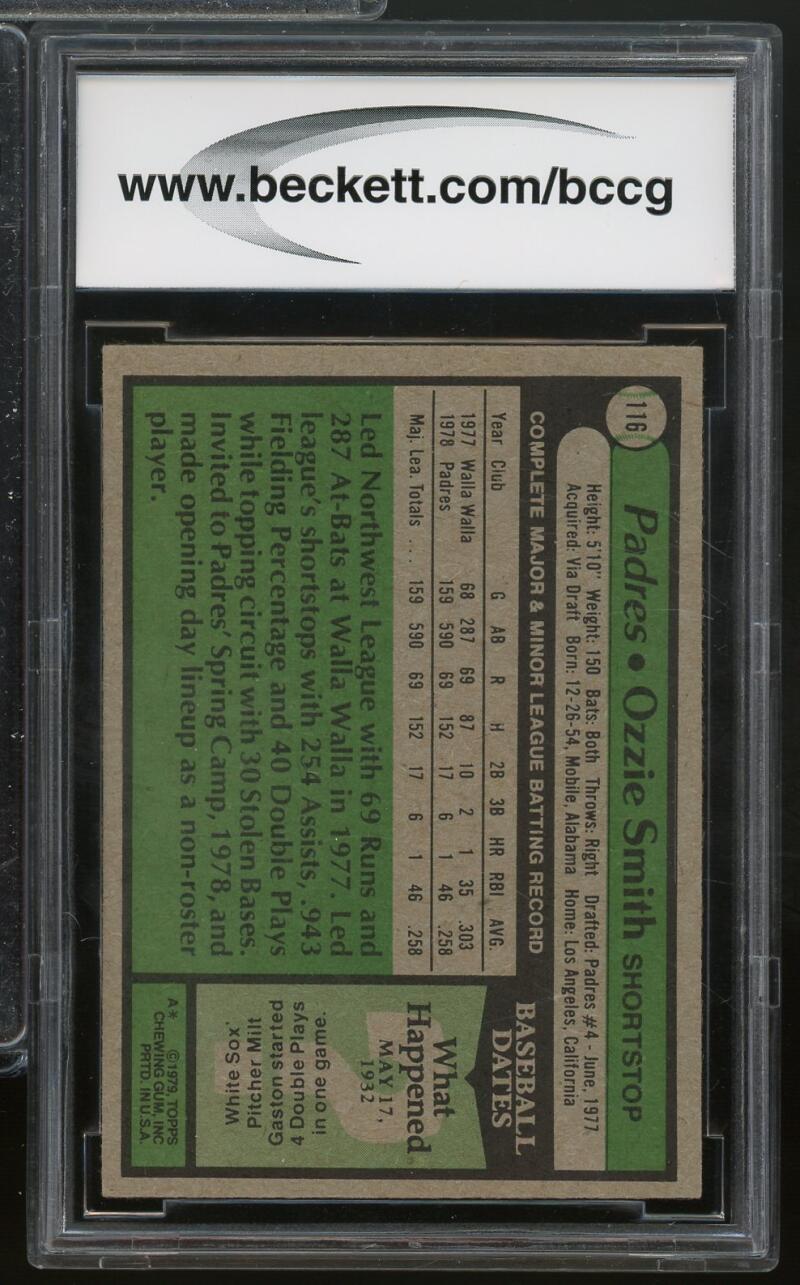 www.beckett.com/bccg
116
Padres • Ozzie Smith SHORTSTOP
Height: 5'10" Weight: 150 Bats: Both Throws: Right Drafted: Padres #4 - June, 1977
Acquired: Via Draft Born: 12-26-54, Mobile, Alabama Home: Los Angeles, California
COMPLETE MAJOR & MINOR LEAGUE BATTING RECORD
Year Club G AB R H 2B 3B HR RBI AVG.
1977 Walla Walla 68 287 69 87 10 2 1 35 .303
1978 Padres 159 590 69 152 17 6 1 46 .258
Maj. Lea. Totals . . . 159 590 69 152 17 6 1 46 .258
Led Northwest League with 69 Runs and
287 At-Bats at Walla Walla in 1977. Led
league's shortstops with 254 Assists, .943
Fielding Percentage and 40 Double Plays
while topping circuit with 30 Stolen Bases.
Invited to Padres' Spring Camp, 1978, and
made opening day lineup as a non-roster
player.
BASEBALL
DATES
What
Happened
MAY 17,
1932
White Sox'
Pitcher Milt
Gaston started
4 Double Plays
in one game.
A* ©1979, TOPPS
CHEWING GUM, INC
PRTD. IN U.S.A.